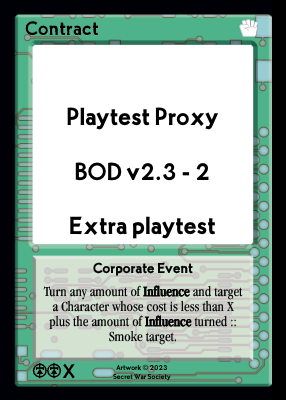 Contract
Playtest Proxy
BOD v2.3 - 2
Extra playtest
Corporate Event
Turn any amount of Influence and target
a Character whose cost is less than X
plus the amount of Influence turned ::
Smoke target.
X
Artwork © 2023
Secret War Society